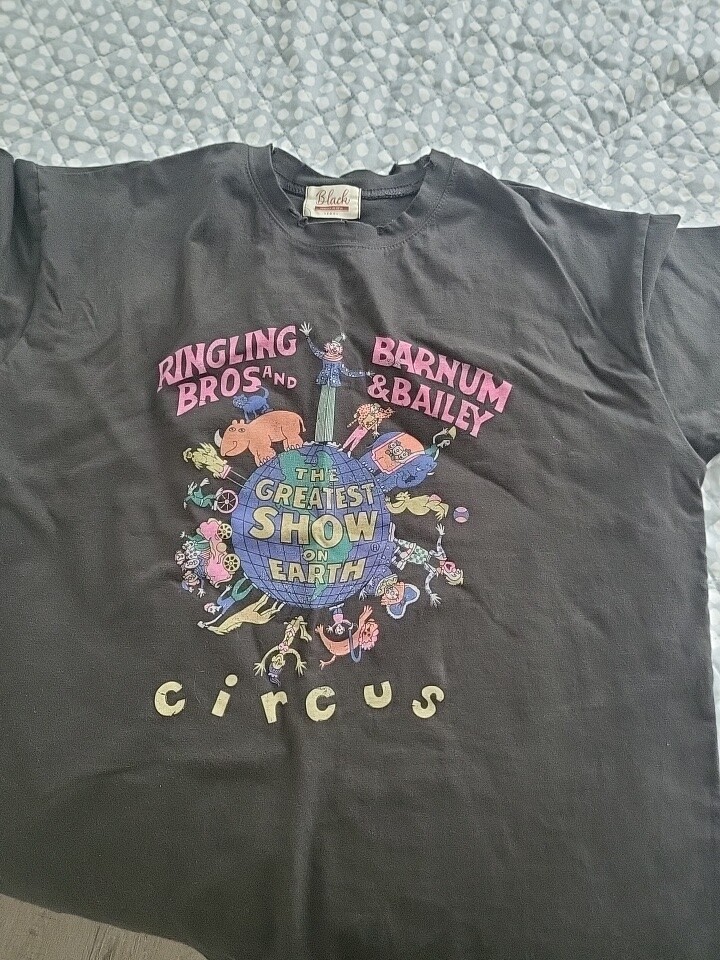 Black
RINGLING
BROS AND
BARNUM
& BAILEY
THE
GREATEST
SHOW
ON
EARTH
®
circus